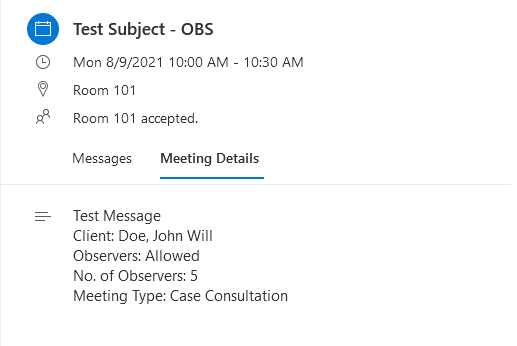 Test Subject - OBS
Mon 8/9/2021 10:00 AM - 10:30 AM
Room 101
Room 101 accepted.
Messages Meeting Details
Test Message
Client: Doe, John Will
Observers: Allowed
No. of Observers: 5
Meeting Type: Case Consultation